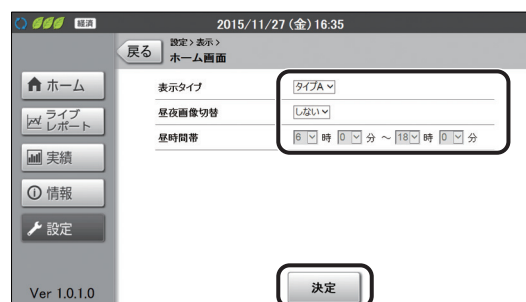 経済
2015/11/27 (金) 16:35
戻る
設定＞表示＞
ホーム画面
ホーム
ライブ
レポート
実績
情報
設定
Ver 1.0.1.0
表示タイプ
タイプA
昼夜画像切替
しない
昼時間帯
6 時 0 分 ～ 18 時 0 分
決定